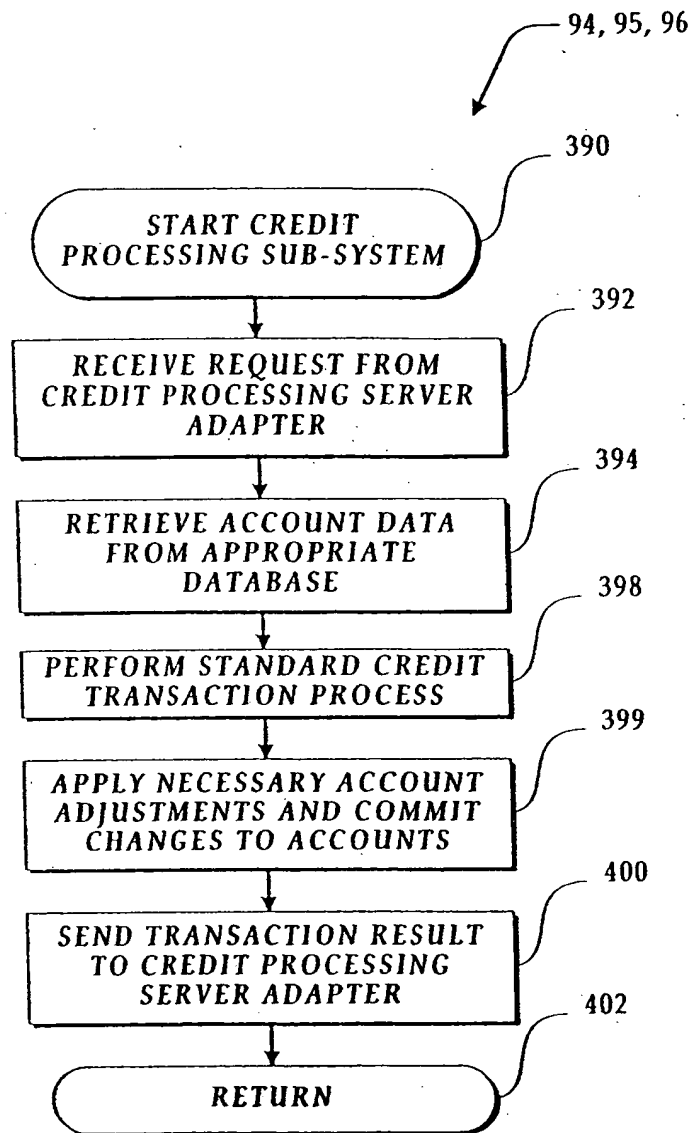 94, 95, 96
390
START CREDIT
PROCESSING SUB-SYSTEM
392
RECEIVE REQUEST FROM
CREDIT PROCESSING SERVER
ADAPTER
394
RETRIEVE ACCOUNT DATA
FROM APPROPRIATE
DATABASE
398
PERFORM STANDARD CREDIT
TRANSACTION PROCESS
399
APPLY NECESSARY ACCOUNT
ADJUSTMENTS AND COMMIT
CHANGES TO ACCOUNTS
400
SEND TRANSACTION RESULT
TO CREDIT PROCESSING
SERVER ADAPTER
402
RETURN